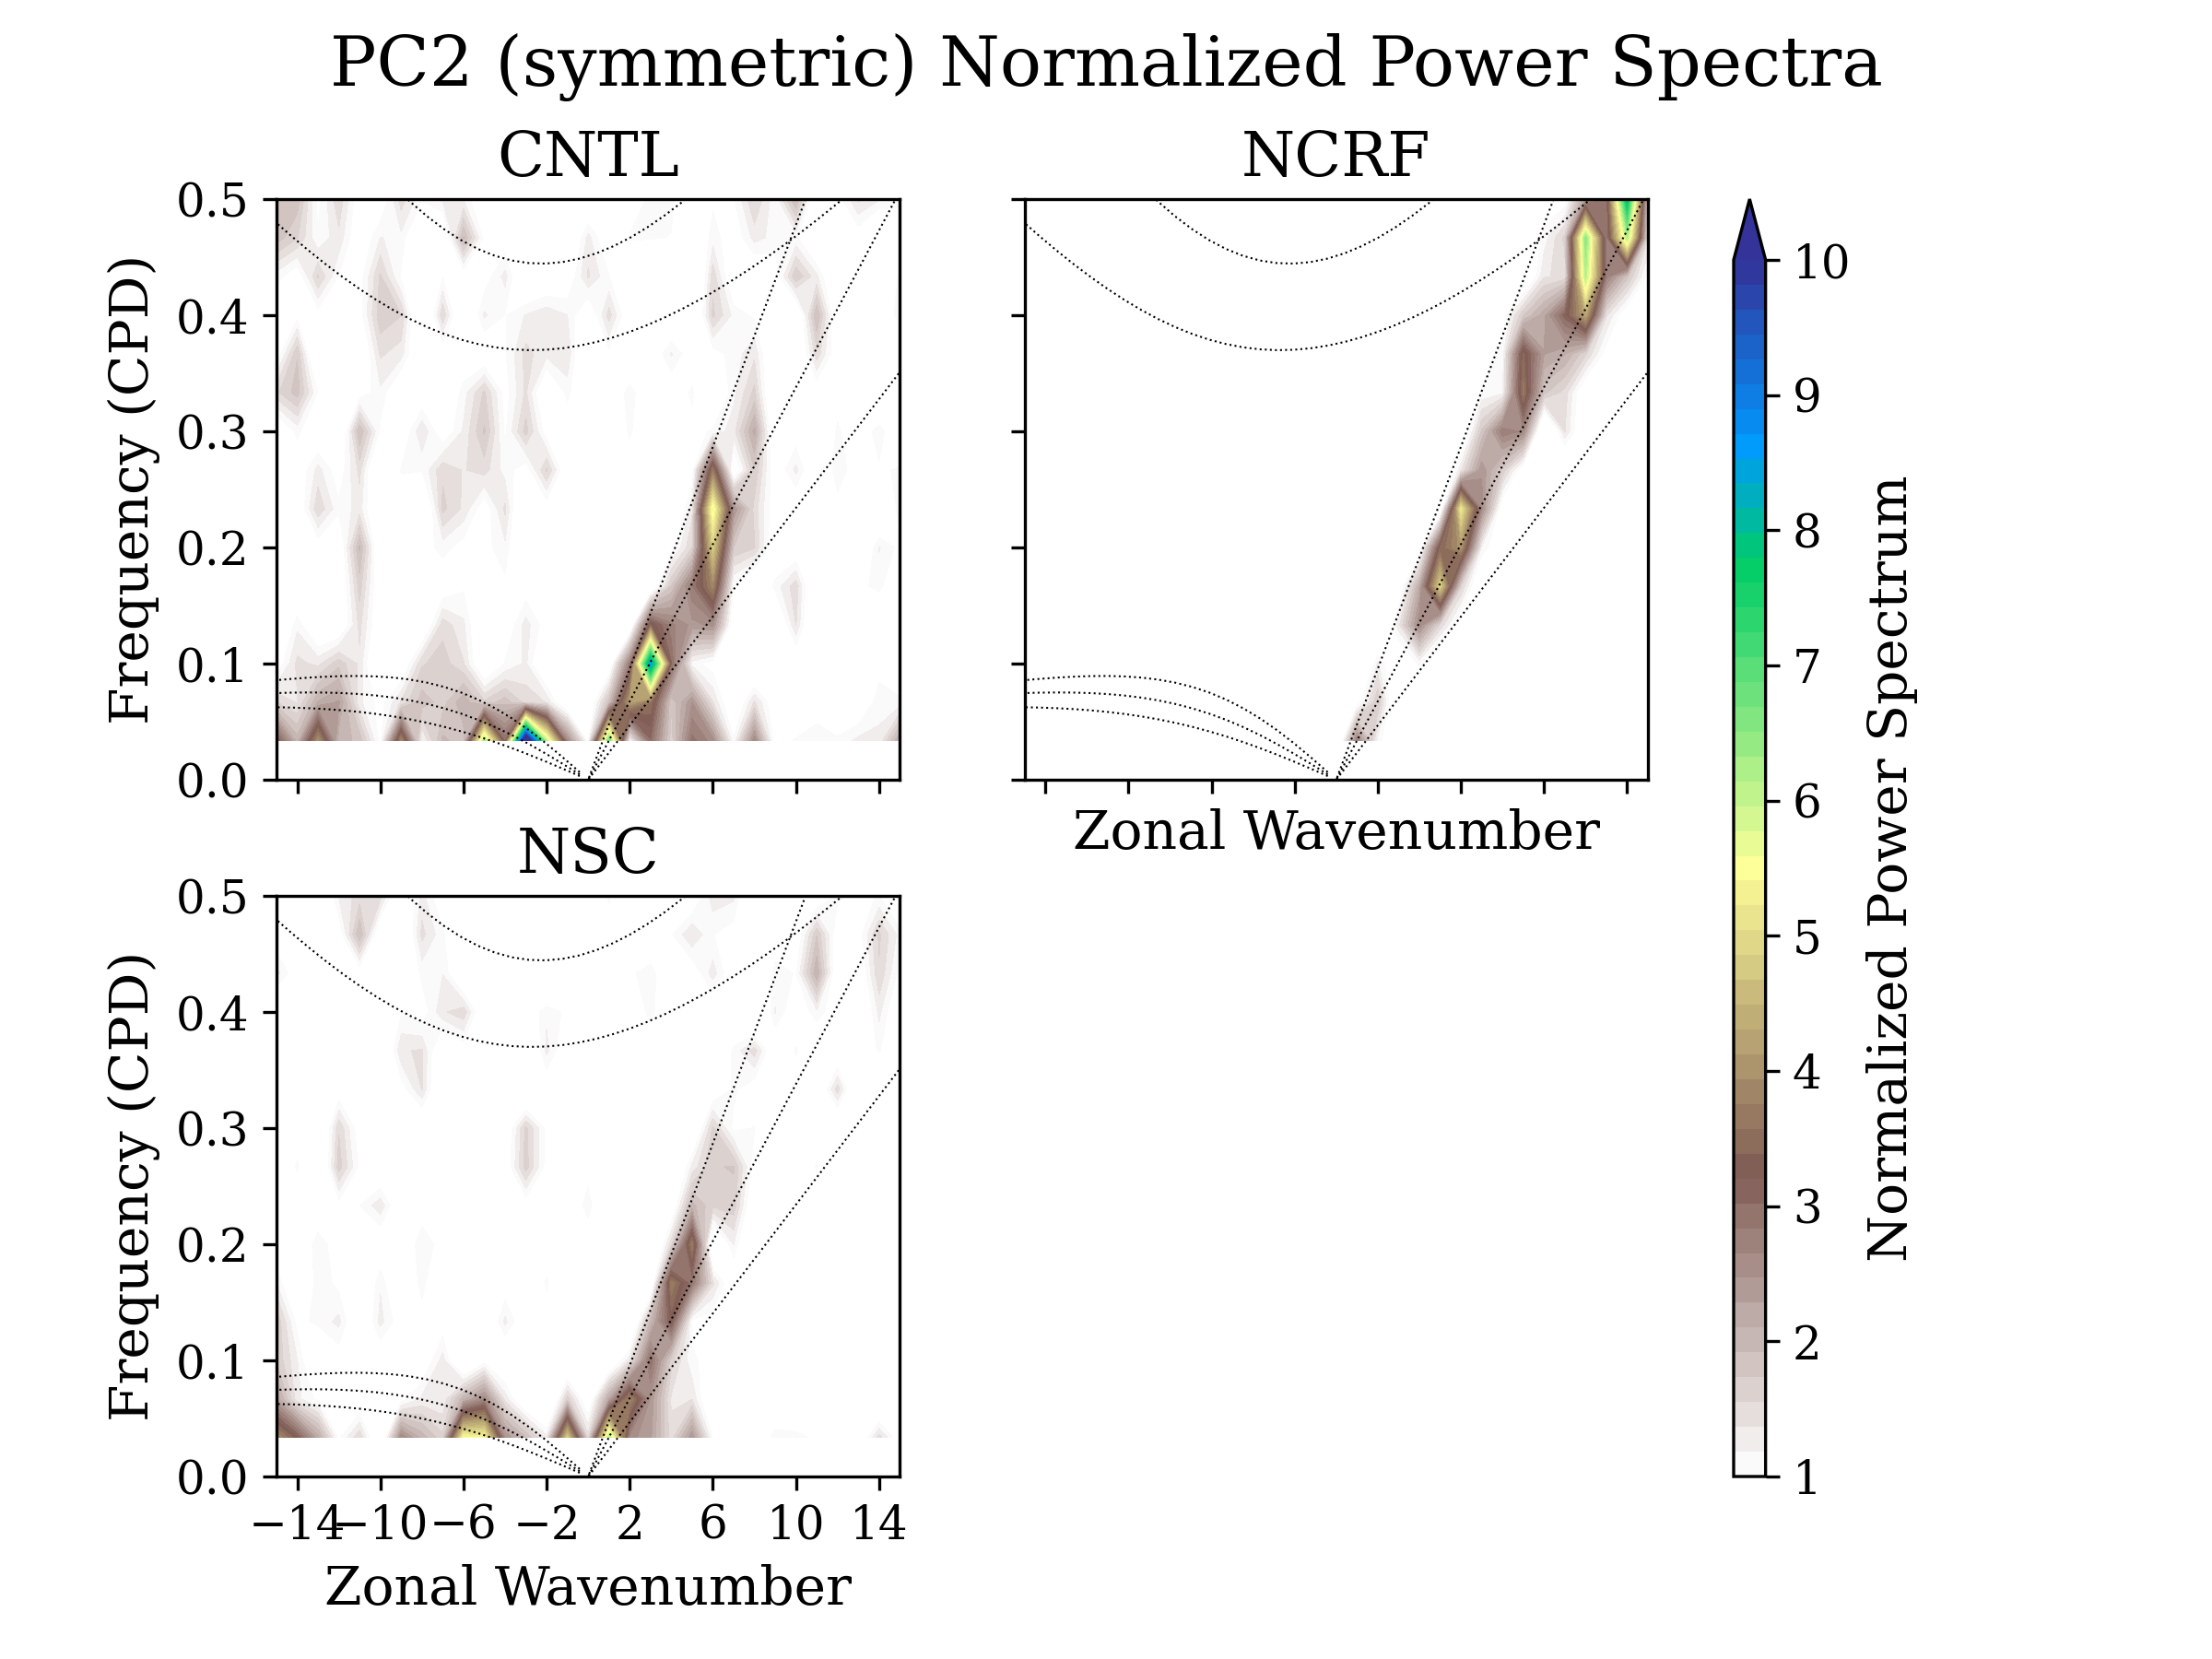 PC2 (symmetric) Normalized Power Spectra
CNTL
NCRF
Frequency (CPD)
0.5
0.4
0.3
0.2
0.1
0.0
Zonal Wavenumber
NSC
Frequency (CPD)
0.5
0.4
0.3
0.2
0.1
0.0
−14 −10 −6 −2 2 6 10 14
Zonal Wavenumber
10
9
8
7
6
5
4
3
2
1
Normalized Power Spectrum